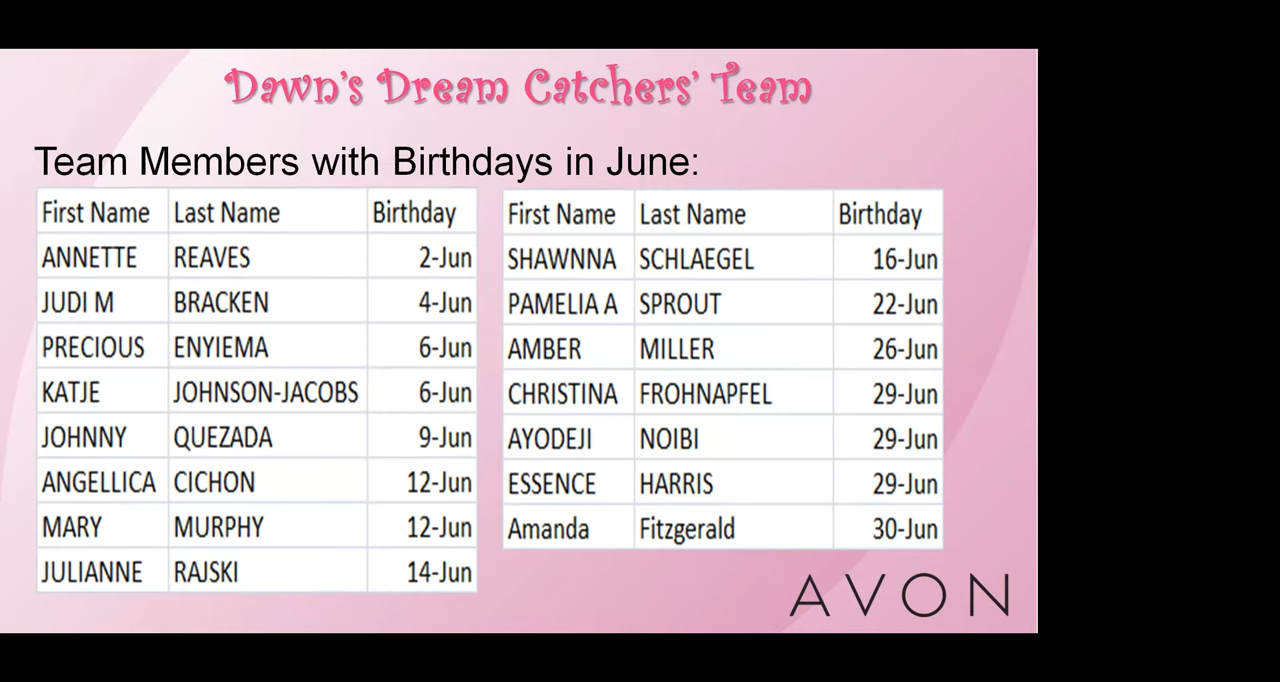 Dawn's Dream Catchers' Team
Team Members with Birthdays in June:
First Name Last Name Birthday
ANNETTE REAVES 2-Jun
JUDI M BRACKEN 4-Jun
PRECIOUS ENYIEMA 6-Jun
KATJE JOHNSON-JACOBS 6-Jun
JOHNNY QUEZADA 9-Jun
ANGELLICA CICHON 12-Jun
MARY MURPHY 12-Jun
JULIANNE RAJSKI 14-Jun
First Name Last Name Birthday
SHAWNNA SCHLAEGEL 16-Jun
PAMELIA A SPROUT 22-Jun
AMBER MILLER 26-Jun
CHRISTINA FROHNAPFEL 29-Jun
AYODEJI NOIBI 29-Jun
ESSENCE HARRIS 29-Jun
Amanda Fitzgerald 30-Jun
AVON